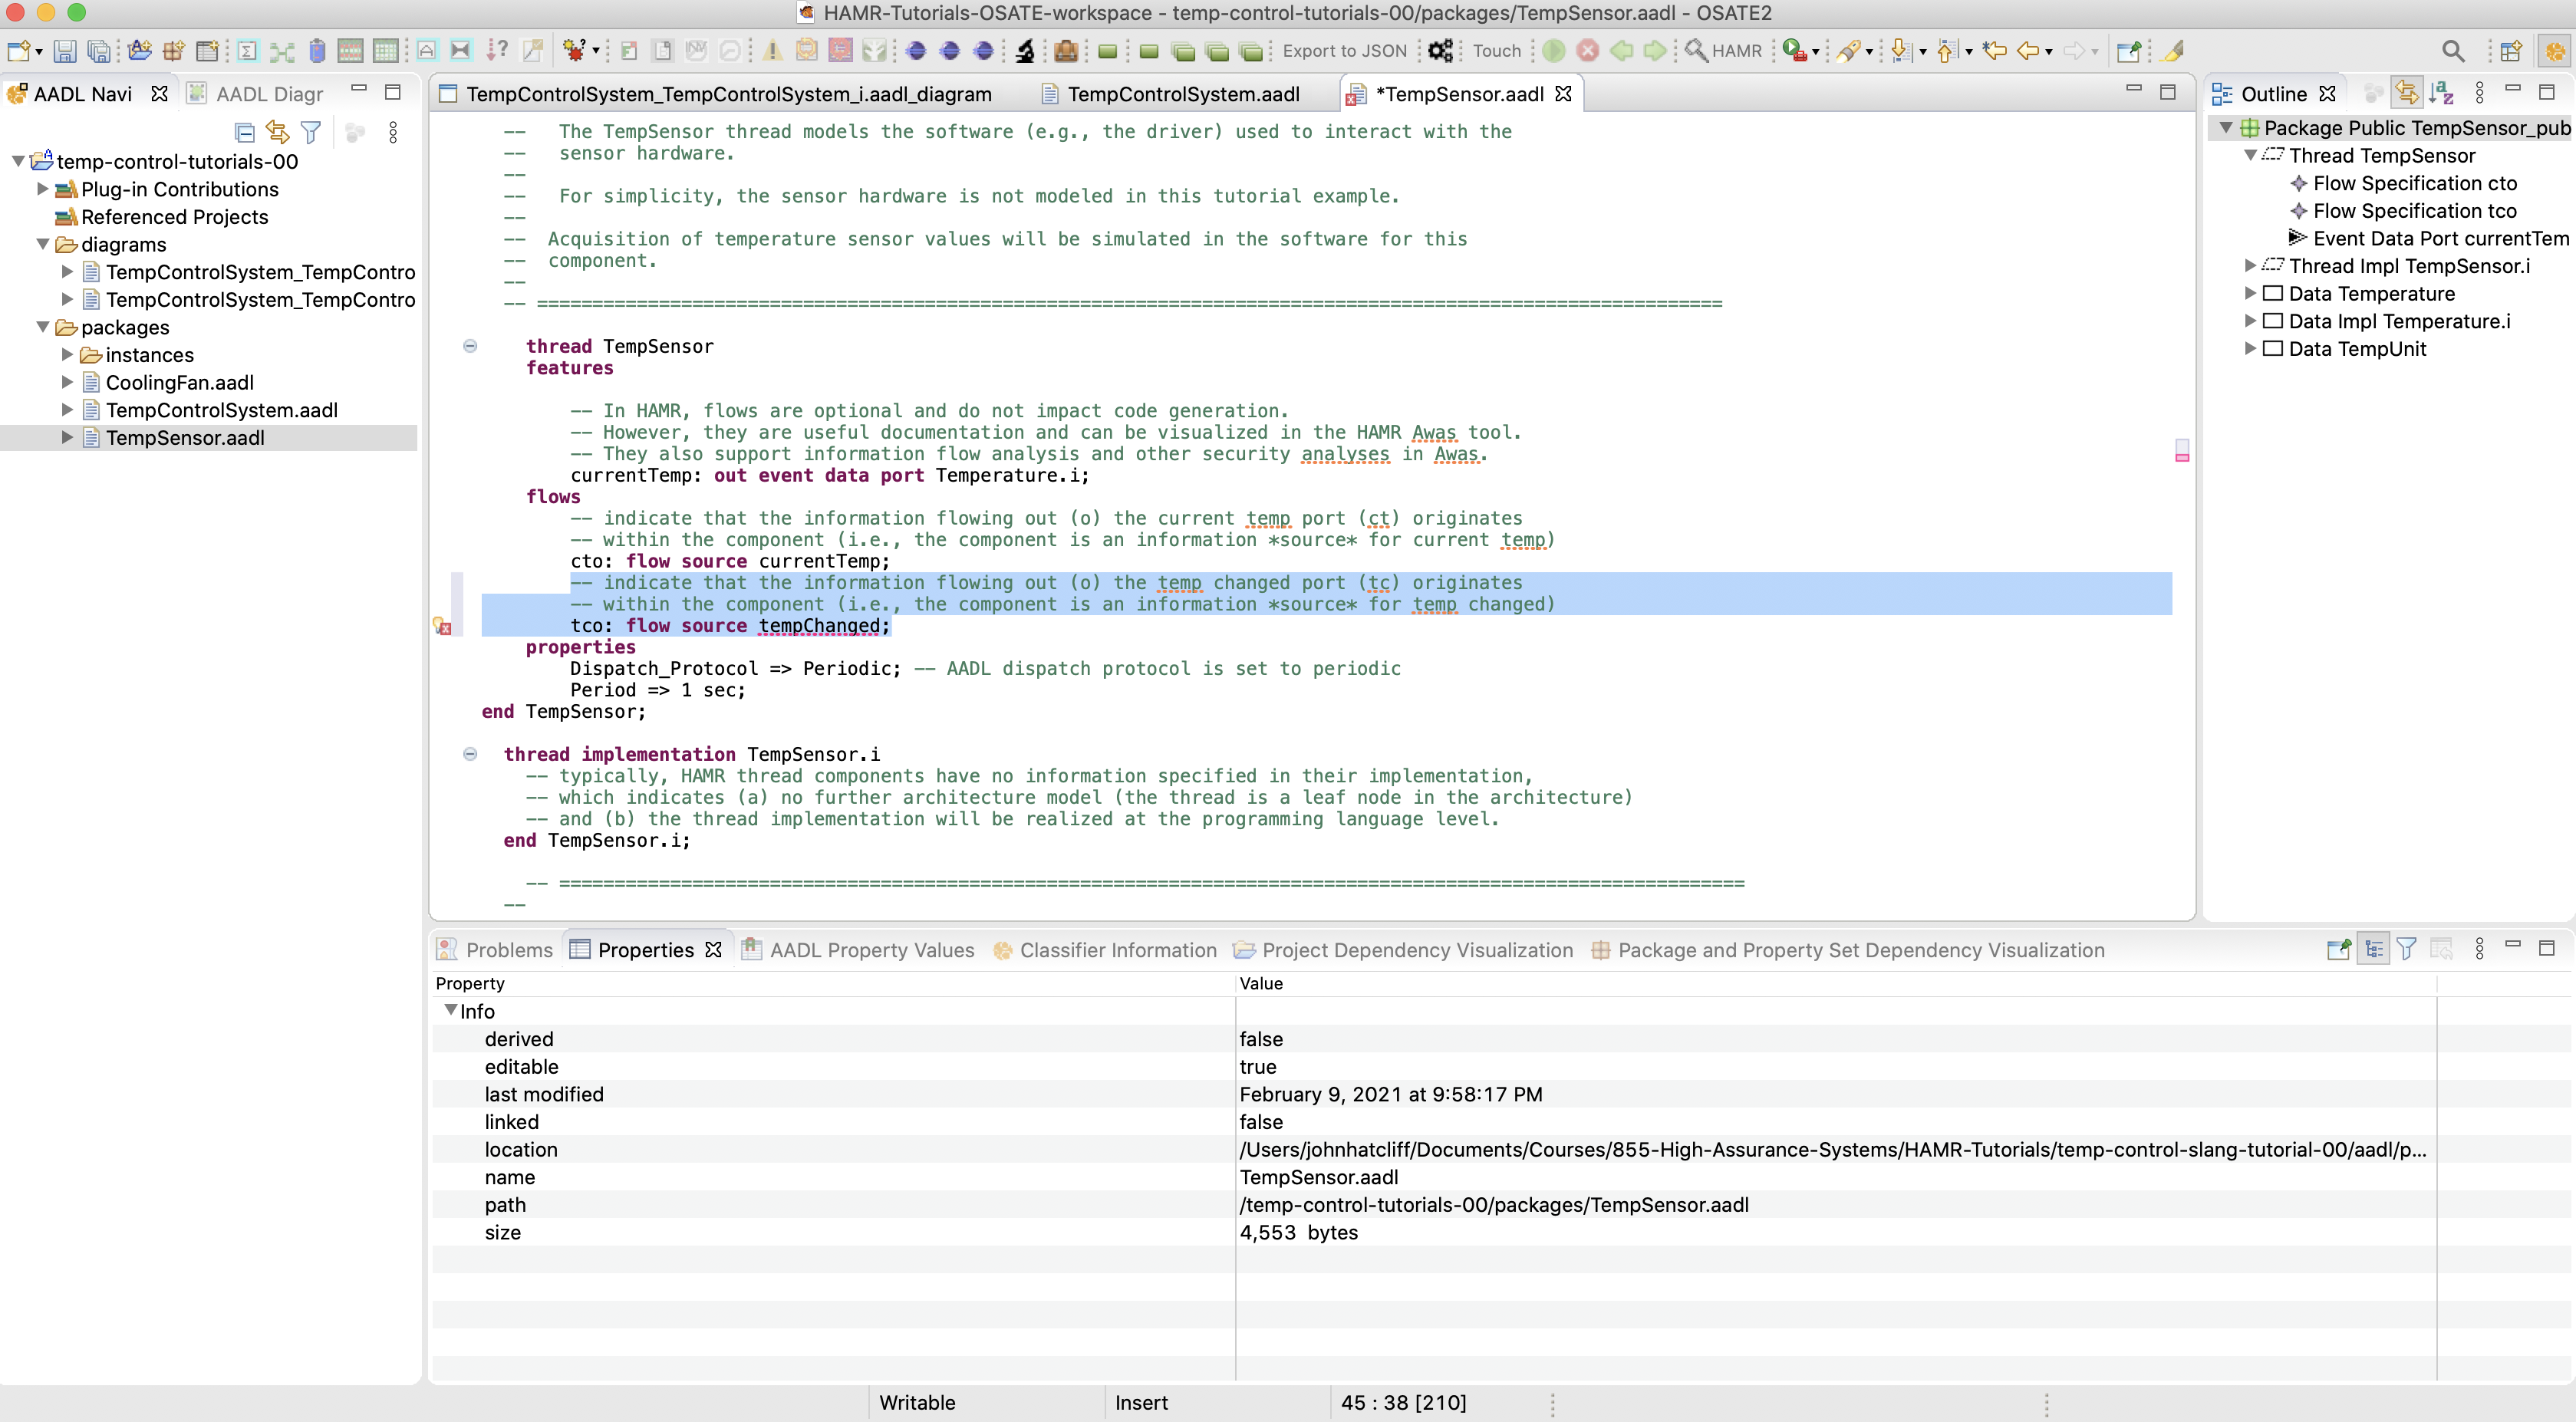 HAMR-Tutorials-OSATE-workspace - temp-control-tutorials-00/packages/TempSensor.aadl - OSATE2
Export to JSON
Touch
HAMR
AADL Navi
AADL Diagr
temp-control-tutorials-00
Plug-in Contributions
Referenced Projects
diagrams
TempControlSystem_TempContro
TempControlSystem_TempContro
packages
instances
CoolingFan.aadl
TempControlSystem.aadl
TempSensor.aadl
TempControlSystem_TempControlSystem_i.aadl_diagram
TempControlSystem.aadl
*TempSensor.aadl
-- The TempSensor thread models the software (e.g., the driver) used to interact with the
-- sensor hardware.
--
-- For simplicity, the sensor hardware is not modeled in this tutorial example.
--
-- Acquisition of temperature sensor values will be simulated in the software for this
-- component.
--
-- ===========================================================================================================
thread TempSensor
features
-- In HAMR, flows are optional and do not impact code generation.
-- However, they are useful documentation and can be visualized in the HAMR Awas tool.
-- They also support information flow analysis and other security analyses in Awas.
currentTemp: out event data port Temperature.i;
flows
-- indicate that the information flowing out (o) the current temp port (ct) originates
-- within the component (i.e., the component is an information *source* for current temp)
cto: flow source currentTemp;
-- indicate that the information flowing out (o) the temp changed port (tc) originates
-- within the component (i.e., the component is an information *source* for temp changed)
tco: flow source tempChanged;
properties
Dispatch_Protocol => Periodic; -- AADL dispatch protocol is set to periodic
Period => 1 sec;
end TempSensor;
thread implementation TempSensor.i
-- typically, HAMR thread components have no information specified in their implementation,
-- which indicates (a) no further architecture model (the thread is a leaf node in the architecture)
-- and (b) the thread implementation will be realized at the programming language level.
end TempSensor.i;
-- ===========================================================================================================
--
Outline
Package Public TempSensor_pub
Thread TempSensor
Flow Specification cto
Flow Specification tco
Event Data Port currentTem
Thread Impl TempSensor.i
Data Temperature
Data Impl Temperature.i
Data TempUnit
Problems
Properties
AADL Property Values
Classifier Information
Project Dependency Visualization
Package and Property Set Dependency Visualization
Property Value
Info
derived false
editable true
last modified February 9, 2021 at 9:58:17 PM
linked false
location /Users/johnhatcliff/Documents/Courses/855-High-Assurance-Systems/HAMR-Tutorials/temp-control-slang-tutorial-00/aadl/p...
name TempSensor.aadl
path /temp-control-tutorials-00/packages/TempSensor.aadl
size 4,553 bytes
Writable
Insert
45 : 38 [210]